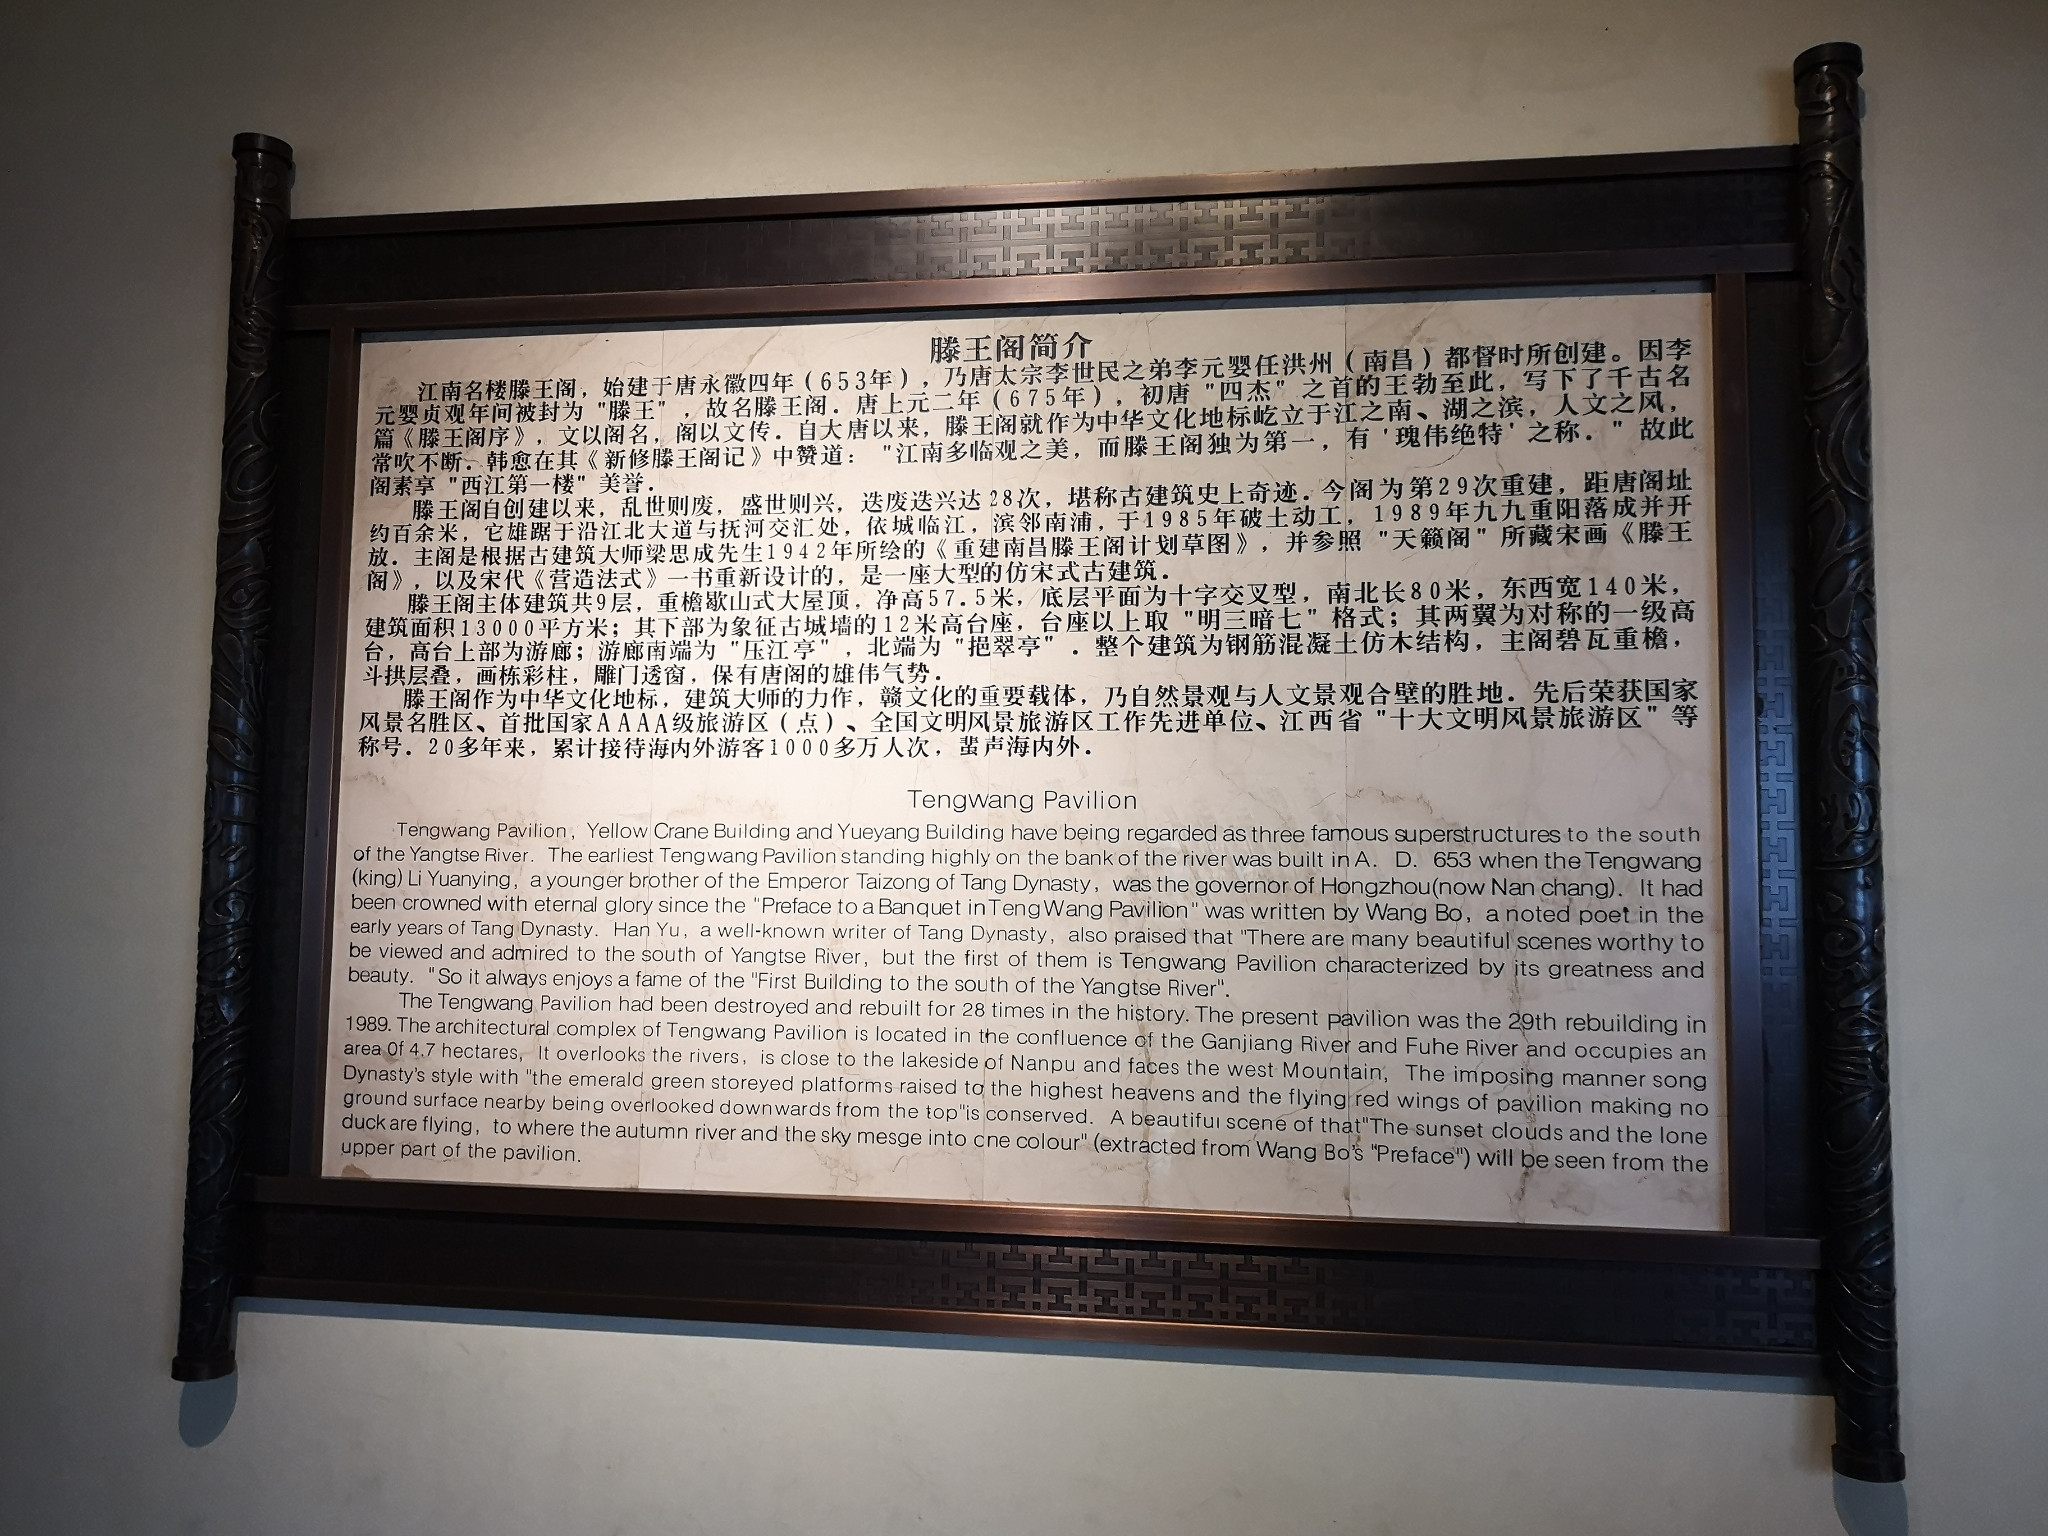 滕王阁简介
江南名楼滕王阁，始建于唐永徽四年（653年），乃唐太宗李世民之弟李元婴任洪州（南昌）都督时所创建。因李
元婴贞观年间被封为"滕王"，故名滕王阁．唐上元二年（675年），初唐"四杰"之首的王勃至此，写下了千古名
篇《滕王阁序》，文以阁名，阁以文传．自大唐以来，滕王阁就作为中华文化地标屹立于江之南、湖之滨，人文之风，
常吹不断．韩愈在其《新修滕王阁记》中赞道："江南多临观之美，而滕王阁独为第一，有'瑰伟绝特'之称．"故此
阁素享"西江第一楼"美誉．
滕王阁自创建以来，乱世则废，盛世则兴，迭废迭兴达28次，堪称古建筑史上奇迹．今阁为第29次重建，距唐阁址
约百余米，它雄踞于沿江北大道与抚河交汇处，依城临江，滨邻南浦，于1985年破土动工，1989年九九重阳落成并开
放．主阁是根据古建筑大师梁思成先生1942年所绘的《重建南昌滕王阁计划草图》，并参照"天籁阁"所藏宋画《滕王
阁》，以及宋代《营造法式》一书重新设计的，是一座大型的仿宋式古建筑．
滕王阁主体建筑共9层，重檐歇山式大屋顶，净高57.5米，底层平面为十字交叉型，南北长80米，东西宽140米，
建筑面积13000平方米；其下部为象征古城墙的12米高台座，台座以上取"明三暗七"格式；其两翼为对称的一级高
台，高台上部为游廊；游廊南端为"压江亭"，北端为"挹翠亭"．整个建筑为钢筋混凝土仿木结构，主阁碧瓦重檐，
斗拱层叠，画栋彩柱，雕门透窗，保有唐阁的雄伟气势．
滕王阁作为中华文化地标，建筑大师的力作，赣文化的重要载体，乃自然景观与人文景观合璧的胜地．先后荣获国家
风景名胜区、首批国家AAAA级旅游区（点）、全国文明风景旅游区工作先进单位、江西省"十大文明风景旅游区"等
称号．20多年来，累计接待海内外游客1000多万人次，蜚声海内外．
Tengwang Pavilion
Tengwang Pavilion, Yellow Crane Building and Yueyang Building have being regarded as three famous superstructures to the south
of the Yangtse River. The earliest Tengwang Pavilion standing highly on the bank of the river was built in A. D. 653 when the Tengwang
(king) Li Yuanying, a younger brother of the Emperor Taizong of Tang Dynasty, was the governor of Hongzhou(now Nan chang). It had
been crowned with eternal glory since the "Preface to a Banquet in Teng Wang Pavilion" was written by Wang Bo, a noted poet in the
early years of Tang Dynasty. Han Yu, a well-known writer of Tang Dynasty, also praised that "There are many beautiful scenes worthy to
be viewed and admired to the south of Yangtse River, but the first of them is Tengwang Pavilion characterized by its greatness and
beauty. "So it always enjoys a fame of the "First Building to the south of the Yangtse River".
The Tengwang Pavilion had been destroyed and rebuilt for 28 times in the history. The present pavilion was the 29th rebuilding in
1989. The architectural complex of Tengwang Pavilion is located in the confluence of the Ganjiang River and Fuhe River and occupies an
area 0f 4.7 hectares, It overlooks the rivers, is close to the lakeside of Nanpu and faces the west Mountain, The imposing manner song
Dynasty's style with "the emerald green storeyed platforms raised to the highest heavens and the flying red wings of pavilion making no
ground surface nearby being overlooked downwards from the top"is conserved. A beautiful scene of that"The sunset clouds and the lone
duck are flying, to where the autumn river and the sky mesge into one colour" (extracted from Wang Bo's "Preface") will be seen from the
upper part of the pavilion.